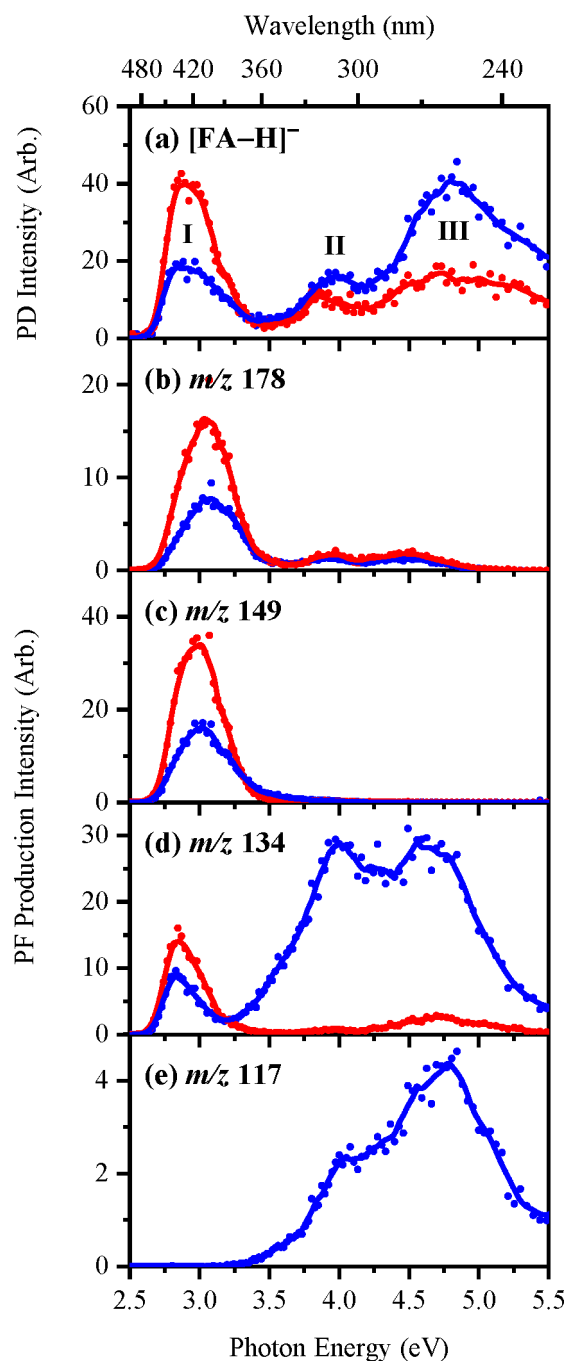 Wavelength (nm)
480 420 360 300 240
60
(a) [FA–H]⁻
40
I
II
III
20
0
PD Intensity (Arb.)
(b) m/z 178
20
10
0
(c) m/z 149
40
20
0
PF Production Intensity (Arb.)
(d) m/z 134
30
20
10
0
(e) m/z 117
4
2
0
2.5 3.0 3.5 4.0 4.5 5.0 5.5
Photon Energy (eV)